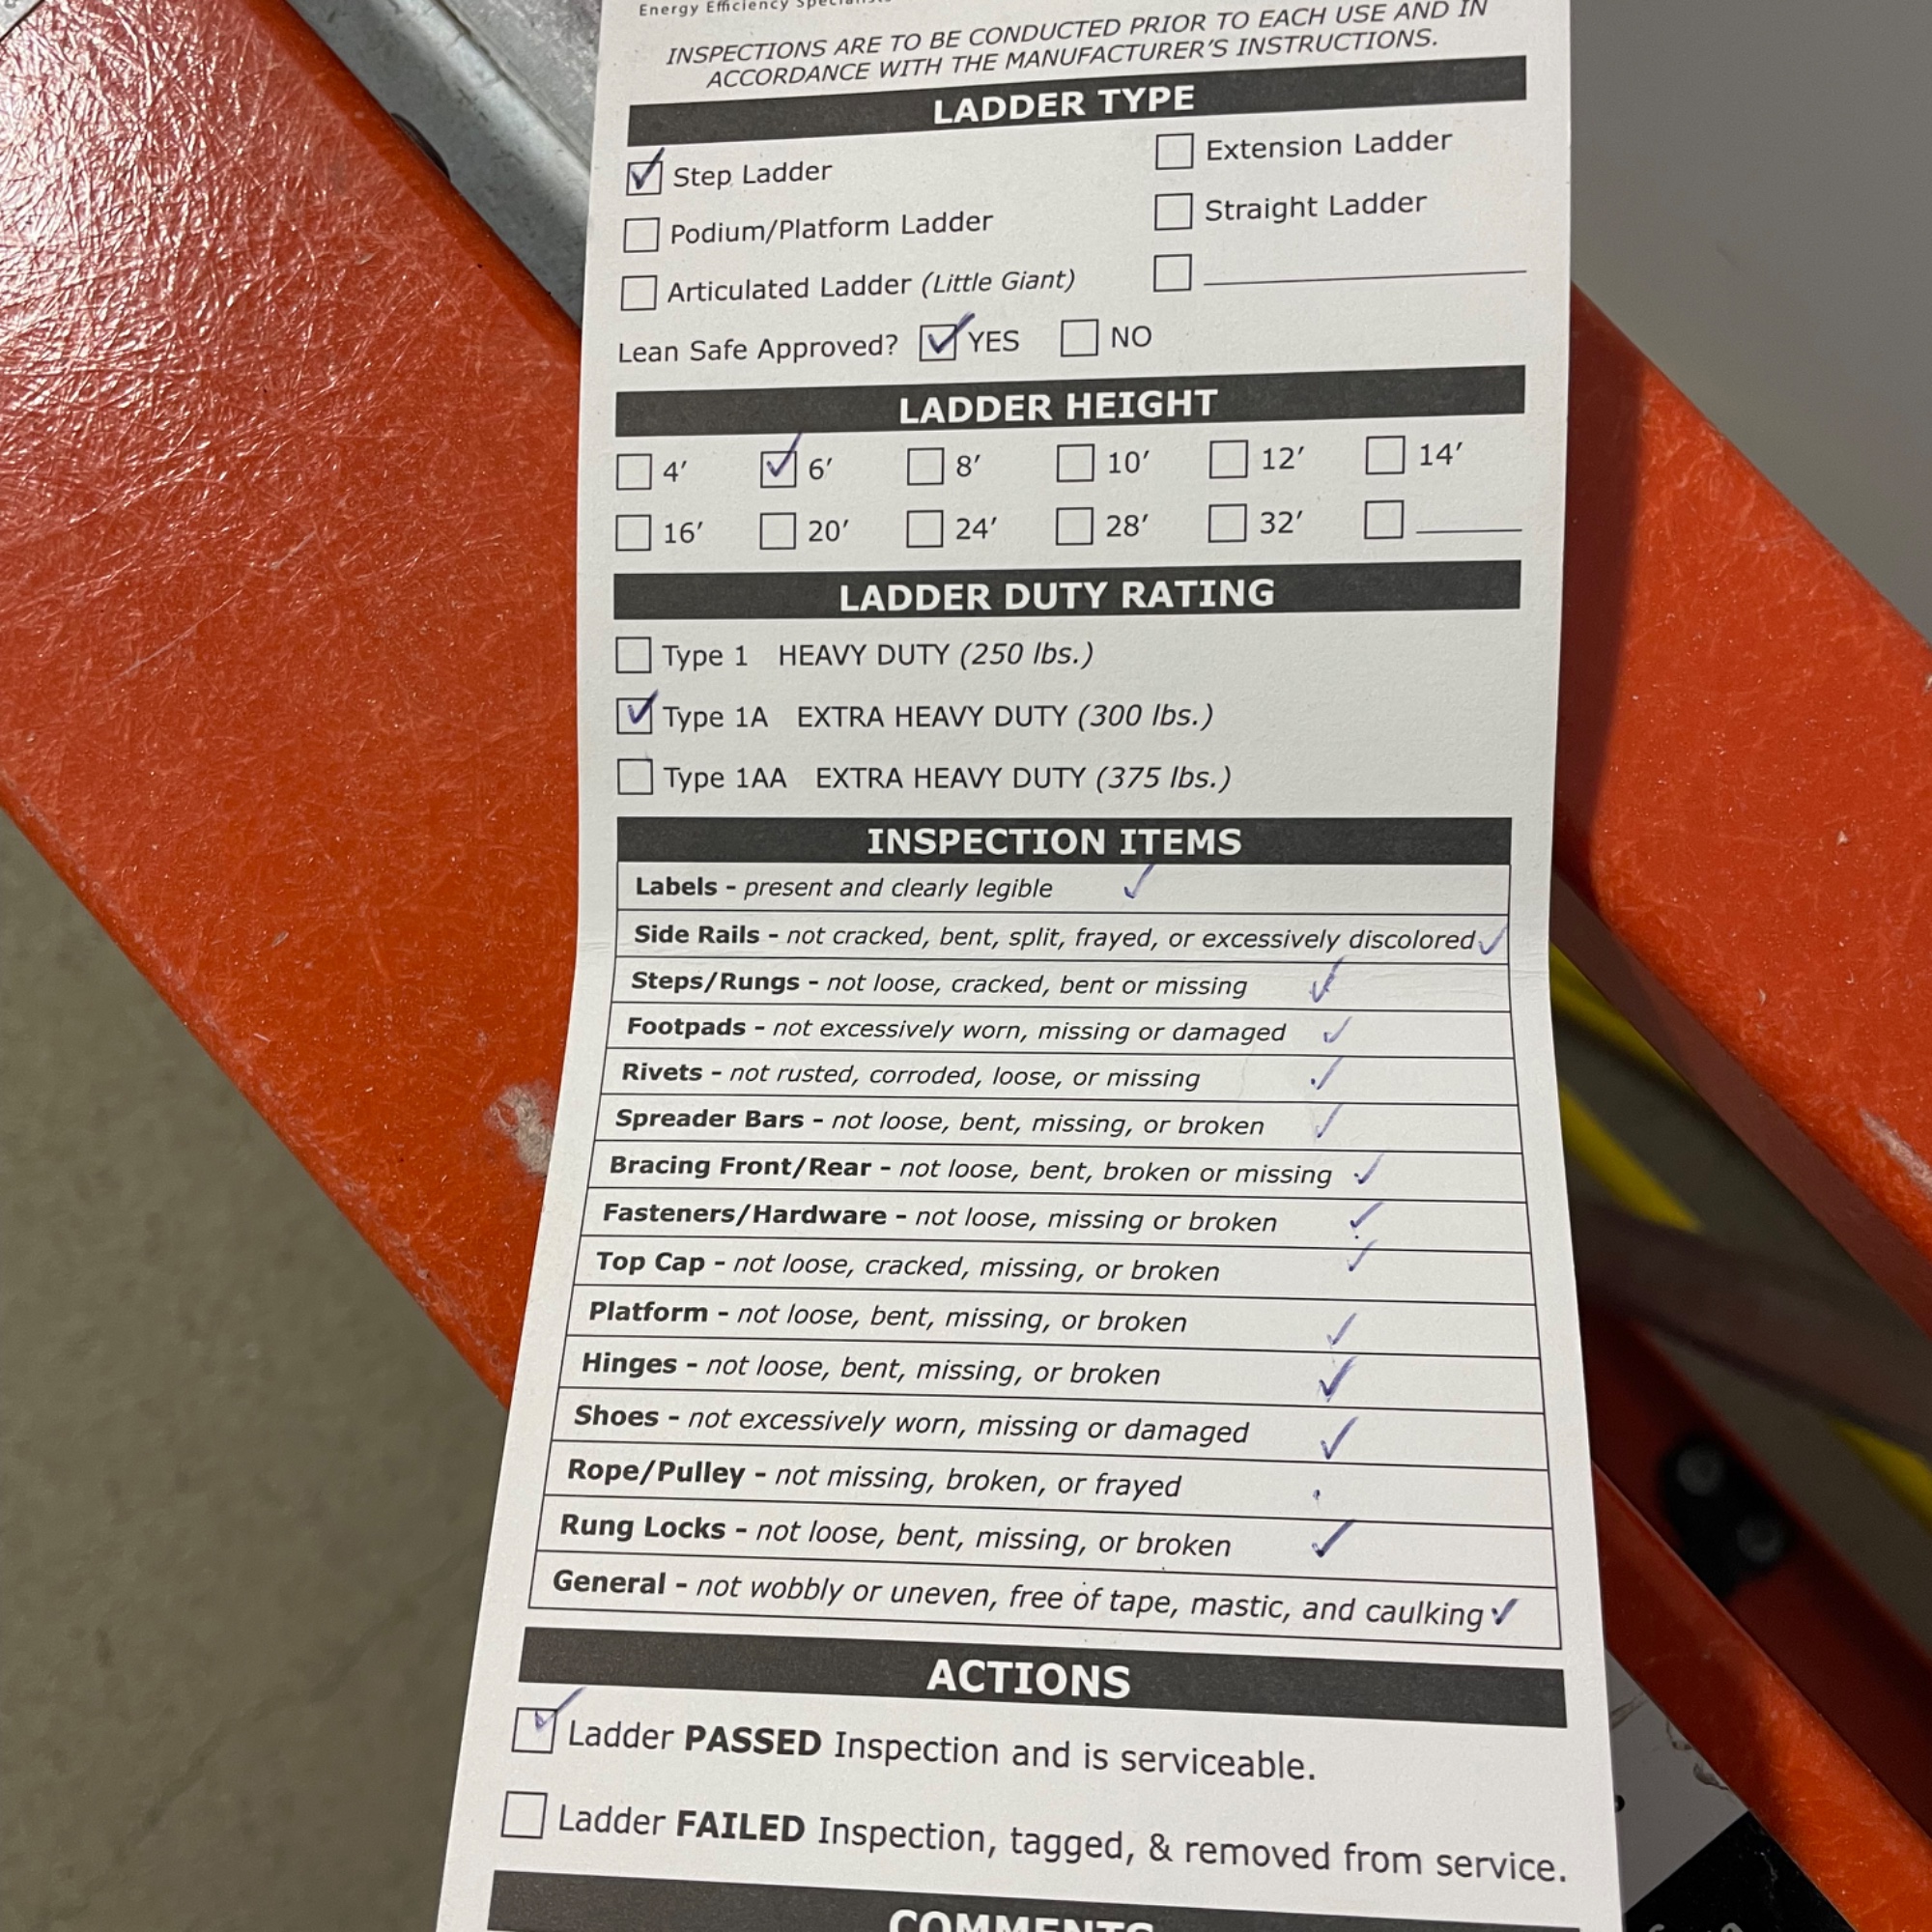 Energy Efficiency Specialists
INSPECTIONS ARE TO BE CONDUCTED PRIOR TO EACH USE AND IN
ACCORDANCE WITH THE MANUFACTURER'S INSTRUCTIONS.
LADDER TYPE
☑ Step Ladder ☐ Extension Ladder
☐ Podium/Platform Ladder ☐ Straight Ladder
☐ Articulated Ladder (Little Giant) ☐ ____________
Lean Safe Approved? ☑ YES ☐ NO
LADDER HEIGHT
☐ 4' ☑ 6' ☐ 8' ☐ 10' ☐ 12' ☐ 14'
☐ 16' ☐ 20' ☐ 24' ☐ 28' ☐ 32' ☐ ______
LADDER DUTY RATING
☐ Type 1 HEAVY DUTY (250 lbs.)
☑ Type 1A EXTRA HEAVY DUTY (300 lbs.)
☐ Type 1AA EXTRA HEAVY DUTY (375 lbs.)
INSPECTION ITEMS
Labels - present and clearly legible ✓
Side Rails - not cracked, bent, split, frayed, or excessively discolored ✓
Steps/Rungs - not loose, cracked, bent or missing ✓
Footpads - not excessively worn, missing or damaged ✓
Rivets - not rusted, corroded, loose, or missing ✓
Spreader Bars - not loose, bent, missing, or broken ✓
Bracing Front/Rear - not loose, bent, broken or missing ✓
Fasteners/Hardware - not loose, missing or broken ✓
Top Cap - not loose, cracked, missing, or broken ✓
Platform - not loose, bent, missing, or broken ✓
Hinges - not loose, bent, missing, or broken ✓
Shoes - not excessively worn, missing or damaged ✓
Rope/Pulley - not missing, broken, or frayed
Rung Locks - not loose, bent, missing, or broken ✓
General - not wobbly or uneven, free of tape, mastic, and caulking ✓
ACTIONS
☑ Ladder PASSED Inspection and is serviceable.
☐ Ladder FAILED Inspection, tagged, & removed from service.
COMMENTS